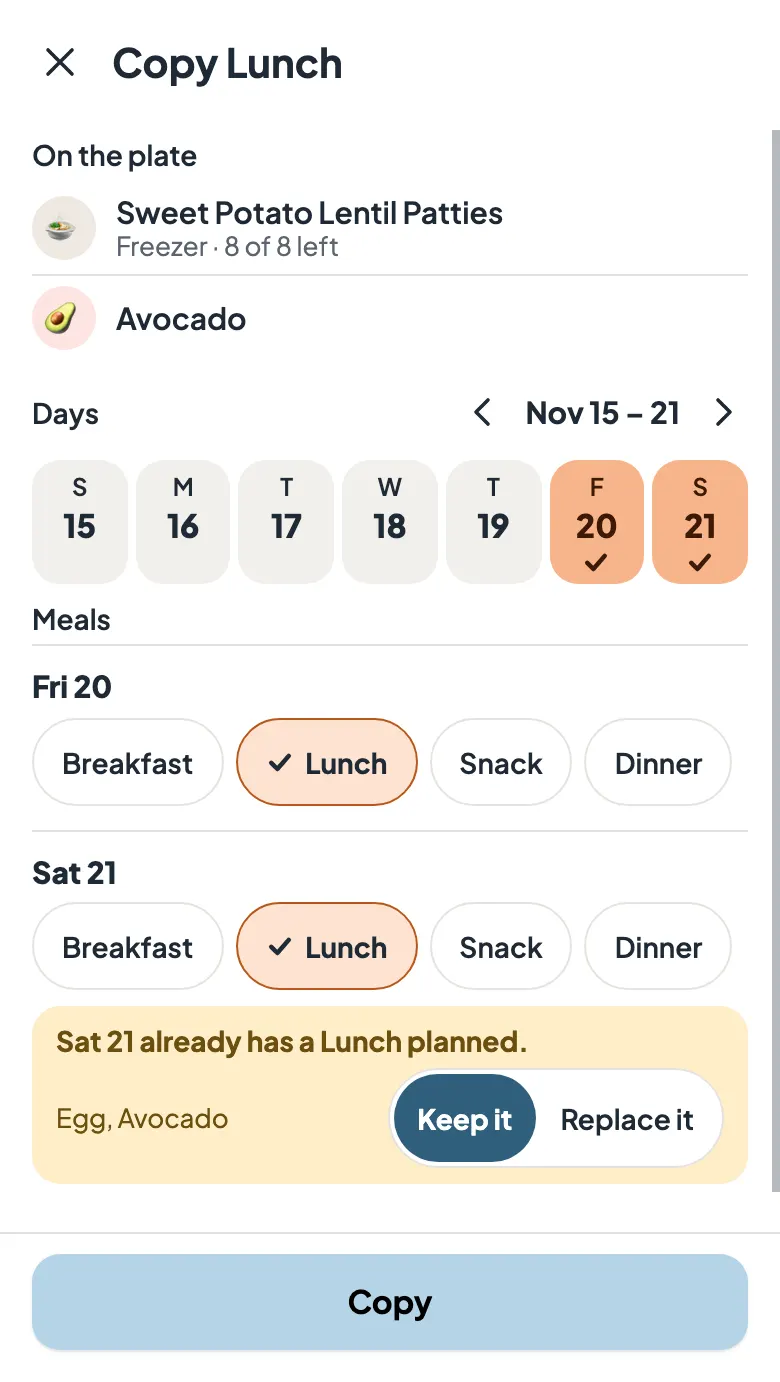 Copy Lunch
On the plate
Sweet Potato Lentil Patties
Freezer · 8 of 8 left
Avocado
Days
Nov 15 – 21
S M T W T F S
15 16 17 18 19 20 21
Meals
Fri 20
Breakfast Lunch Snack Dinner
Sat 21
Breakfast Lunch Snack Dinner
Sat 21 already has a Lunch planned.
Egg, Avocado Keep it Replace it
Copy